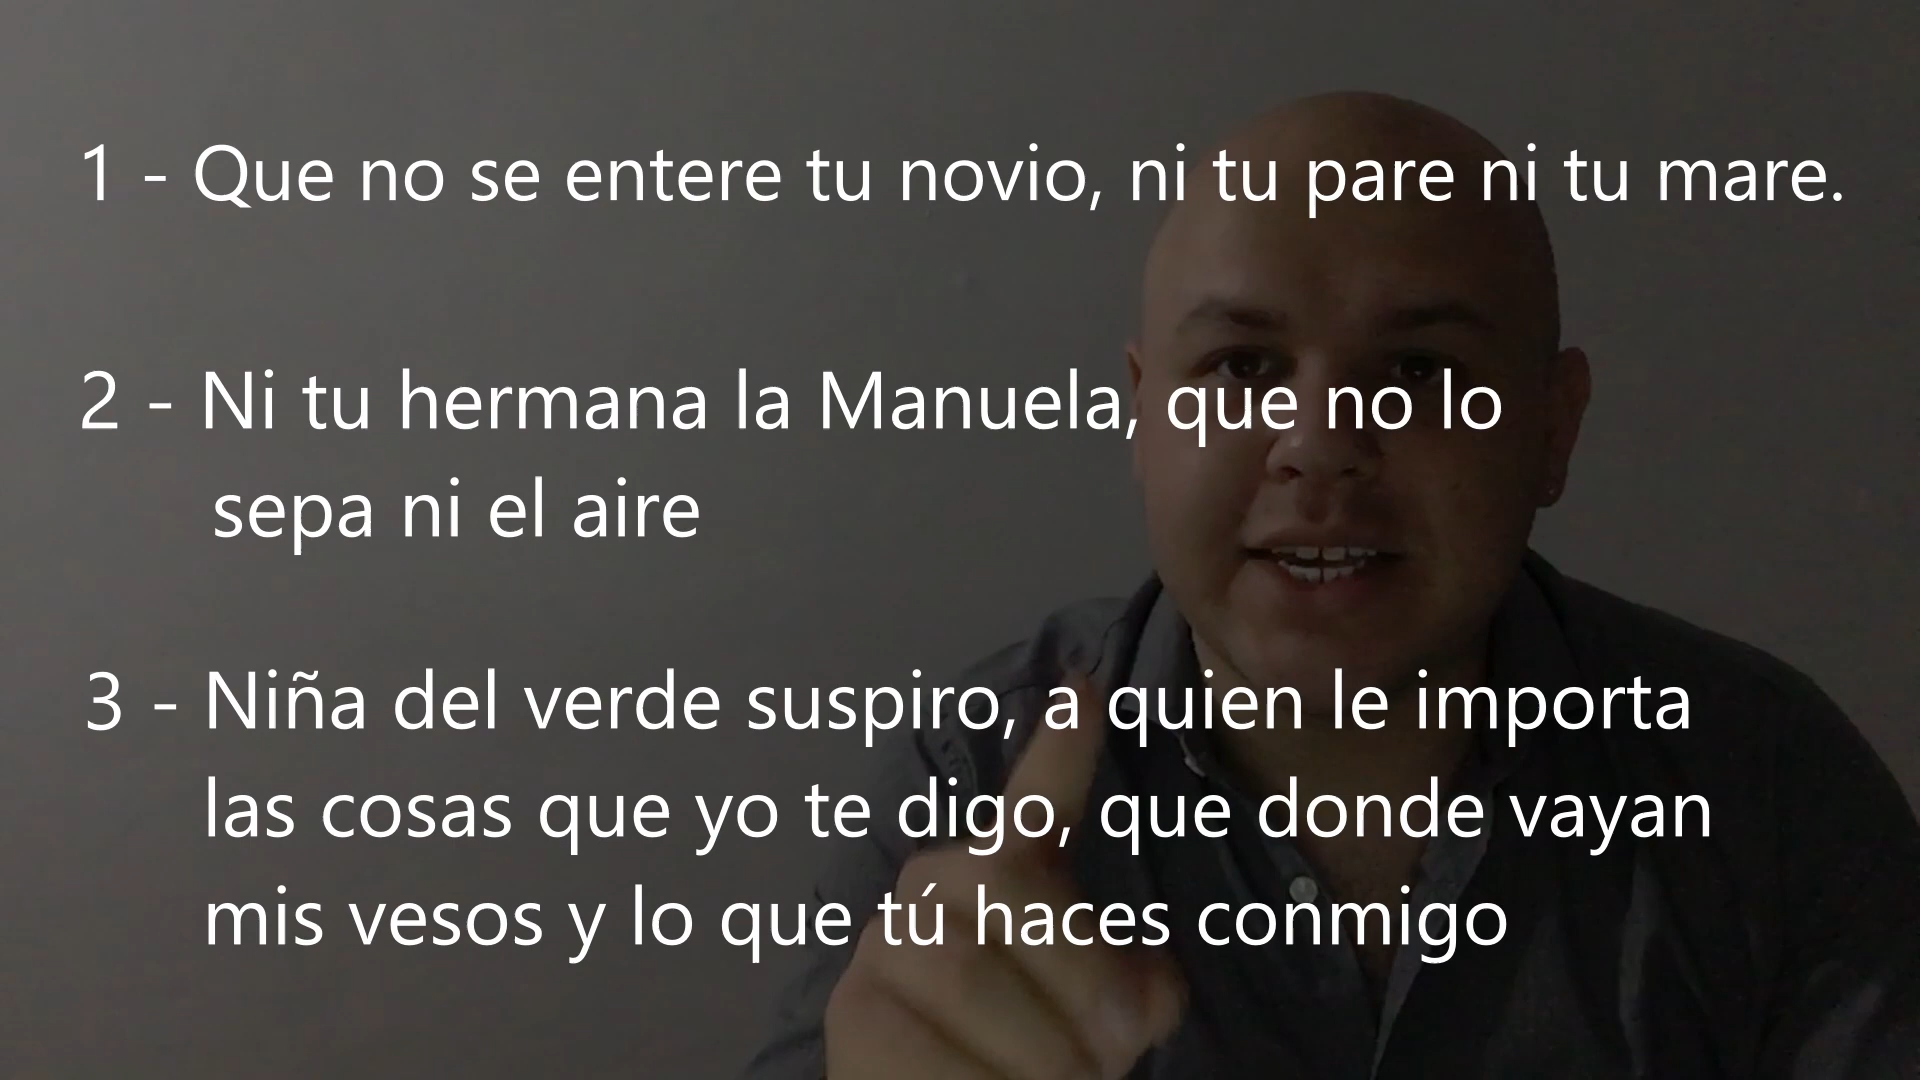 1 - Que no se entere tu novio, ni tu pare ni tu mare.
2 - Ni tu hermana la Manuela, que no lo
sepa ni el aire
3 - Niña del verde suspiro, a quien le importa
las cosas que yo te digo, que donde vayan
mis vesos y lo que tú haces conmigo